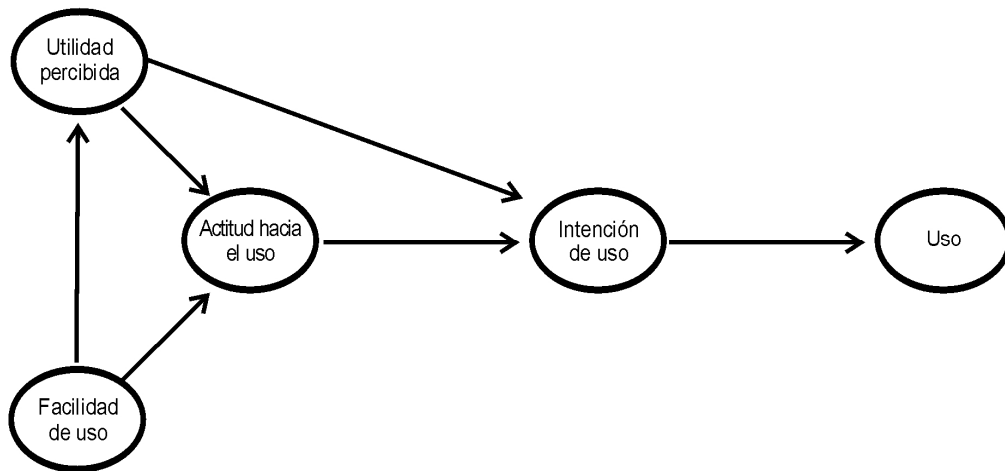 Utilidad
percibida
Actitud hacia
el uso
Intención
de uso
Uso
Facilidad
de uso